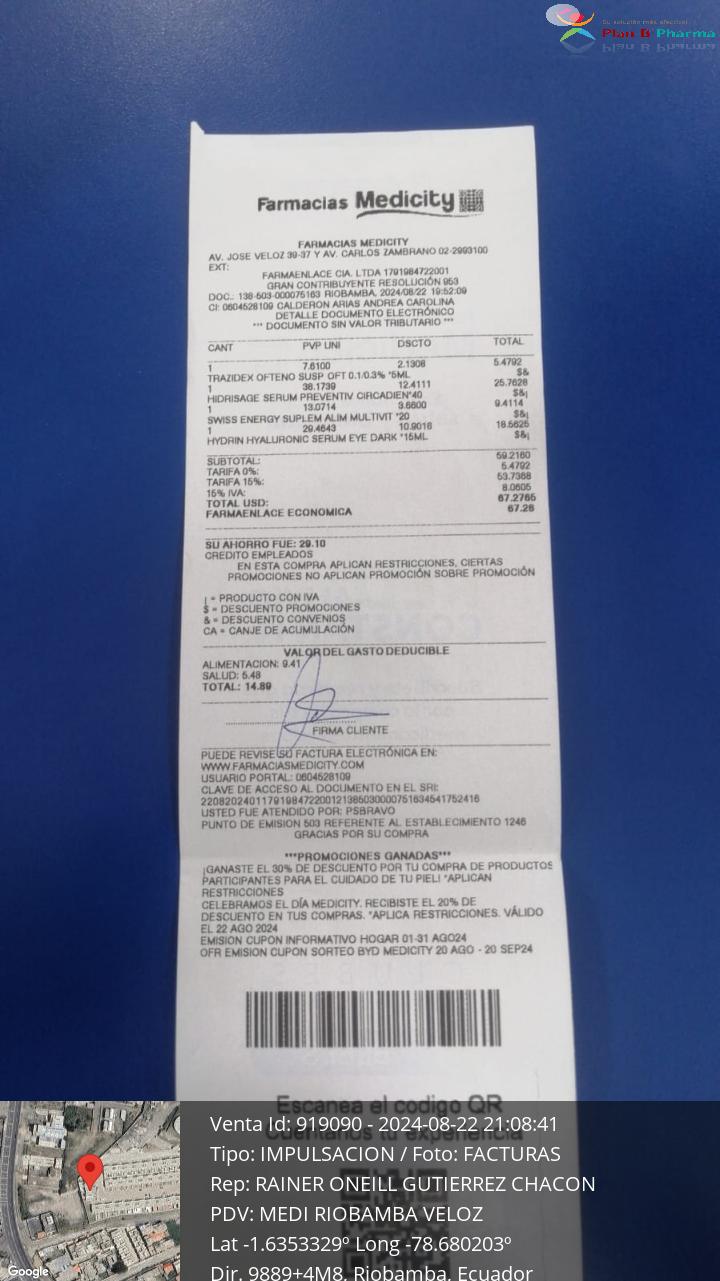 Su solución más efectiva!
Plan B' Pharma
Farmacias Medicity
FARMACIAS MEDICITY
AV. JOSE VELOZ 39-37 Y AV. CARLOS ZAMBRANO 02-2993100
EXT:
FARMAENLACE CIA. LTDA 1791984722001
GRAN CONTRIBUYENTE RESOLUCIÓN 953
DOC.: 138-503-000075163 RIOBAMBA, 2024/08/22 19:52:09
CI: 0604528109 CALDERON ARIAS ANDREA CAROLINA
DETALLE DOCUMENTO ELECTRÓNICO
*** DOCUMENTO SIN VALOR TRIBUTARIO ***
CANT PVP UNI DSCTO TOTAL
1 7.6100 2.1308 5.4792
TRAZIDEX OFTENO SUSP OFT 0.1/0.3% *5ML $&
1 38.1739 12.4111 25.7628
HIDRISAGE SERUM PREVENTIV CIRCADIEN*40 $&¡
1 13.0714 3.6600 9.4114
SWISS ENERGY SUPLEM ALIM MULTIVIT *20 $&¡
1 29.4643 10.9018 18.5625
HYDRIN HYALURONIC SERUM EYE DARK *15ML $&¡
SUBTOTAL: 59.2160
TARIFA 0%: 5.4792
TARIFA 15%: 53.7368
15% IVA: 8.0605
TOTAL USD: 67.2765
FARMAENLACE ECONOMICA 67.28
SU AHORRO FUE: 29.10
CREDITO EMPLEADOS
EN ESTA COMPRA APLICAN RESTRICCIONES, CIERTAS
PROMOCIONES NO APLICAN PROMOCIÓN SOBRE PROMOCIÓN
¡ = PRODUCTO CON IVA
$ = DESCUENTO PROMOCIONES
& = DESCUENTO CONVENIOS
CA = CANJE DE ACUMULACIÓN
VALOR DEL GASTO DEDUCIBLE
ALIMENTACION: 9.41
SALUD: 5.48
TOTAL: 14.89
FIRMA CLIENTE
PUEDE REVISE SU FACTURA ELECTRÓNICA EN:
WWW.FARMACIASMEDICITY.COM
USUARIO PORTAL: 0604528109
CLAVE DE ACCESO AL DOCUMENTO EN EL SRI:
2208202401179198472200121385030000751634541752416
USTED FUE ATENDIDO POR: PSBRAVO
PUNTO DE EMISION 503 REFERENTE AL ESTABLECIMIENTO 1246
GRACIAS POR SU COMPRA
***PROMOCIONES GANADAS***
¡GANASTE EL 30% DE DESCUENTO POR TU COMPRA DE PRODUCTOS
PARTICIPANTES PARA EL CUIDADO DE TU PIEL! *APLICAN
RESTRICCIONES
CELEBRAMOS EL DÍA MEDICITY. RECIBISTE EL 20% DE
DESCUENTO EN TUS COMPRAS. *APLICA RESTRICCIONES. VÁLIDO
EL 22 AGO 2024
EMISION CUPON INFORMATIVO HOGAR 01-31 AGO24
OFR EMISION CUPON SORTEO BYD MEDICITY 20 AGO - 20 SEP24
Escanea el codigo QR
Cuéntanos tu experiencia
Venta Id: 919090 - 2024-08-22 21:08:41
Tipo: IMPULSACION / Foto: FACTURAS
Rep: RAINER ONEILL GUTIERREZ CHACON
PDV: MEDI RIOBAMBA VELOZ
Lat -1.6353329º Long -78.680203º
Dir. 9889+4M8, Riobamba, Ecuador
Google